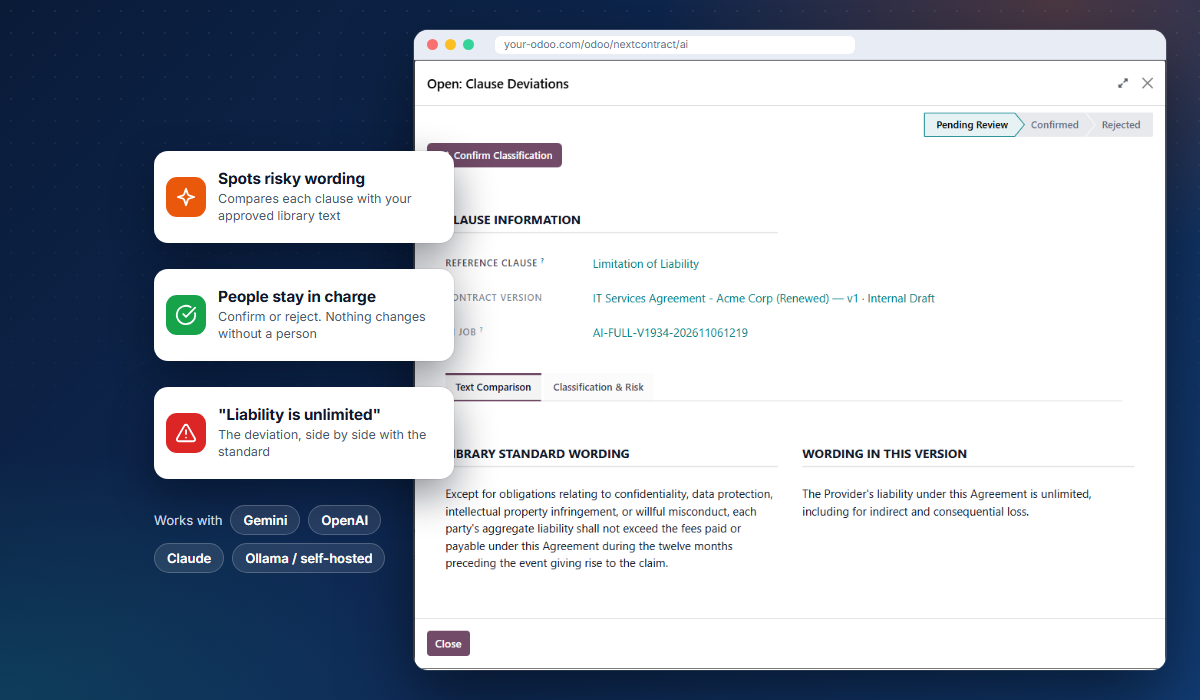 your-odoo.com/odoo/nextcontract/ai
Open: Clause Deviations
Pending Review
Confirmed
Rejected
Confirm Classification
Spots risky wording
Compares each clause with your
approved library text
People stay in charge
Confirm or reject. Nothing changes
without a person
"Liability is unlimited"
The deviation, side by side with the
standard
Works with
Gemini
OpenAI
Claude
Ollama / self-hosted
LAUSE INFORMATION
REFERENCE CLAUSE ?
Limitation of Liability
ONTRACT VERSION
IT Services Agreement - Acme Corp (Renewed) — v1 · Internal Draft
JOB ?
AI-FULL-V1934-202611061219
Text Comparison
Classification & Risk
IBRARY STANDARD WORDING
Except for obligations relating to confidentiality, data protection,
intellectual property infringement, or willful misconduct, each
party's aggregate liability shall not exceed the fees paid or
payable under this Agreement during the twelve months
preceding the event giving rise to the claim.
WORDING IN THIS VERSION
The Provider's liability under this Agreement is unlimited,
including for indirect and consequential loss.
Close